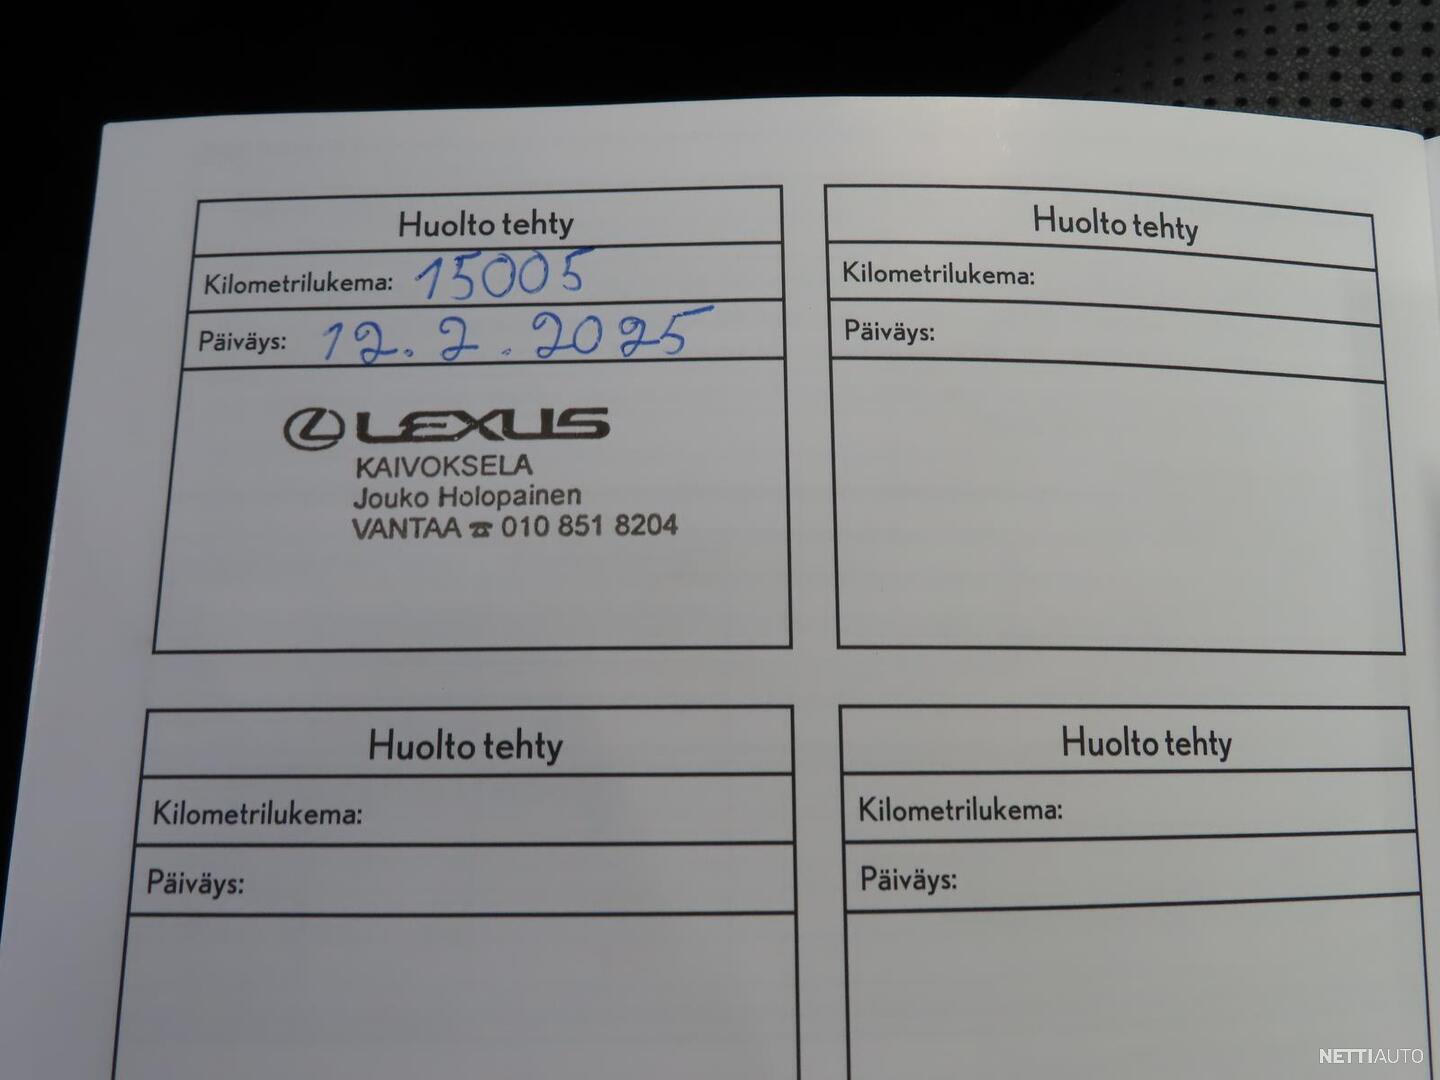 Huolto tehty
Kilometrilukema: 15005
Päiväys: 12.2.2025
LEXUS
KAIVOKSELA
Jouko Holopainen
VANTAA ☎ 010 851 8204
Huolto tehty
Kilometrilukema:
Päiväys:
Huolto tehty
Kilometrilukema:
Päiväys:
Huolto tehty
Kilometrilukema:
Päiväys:
NETTIAUTO